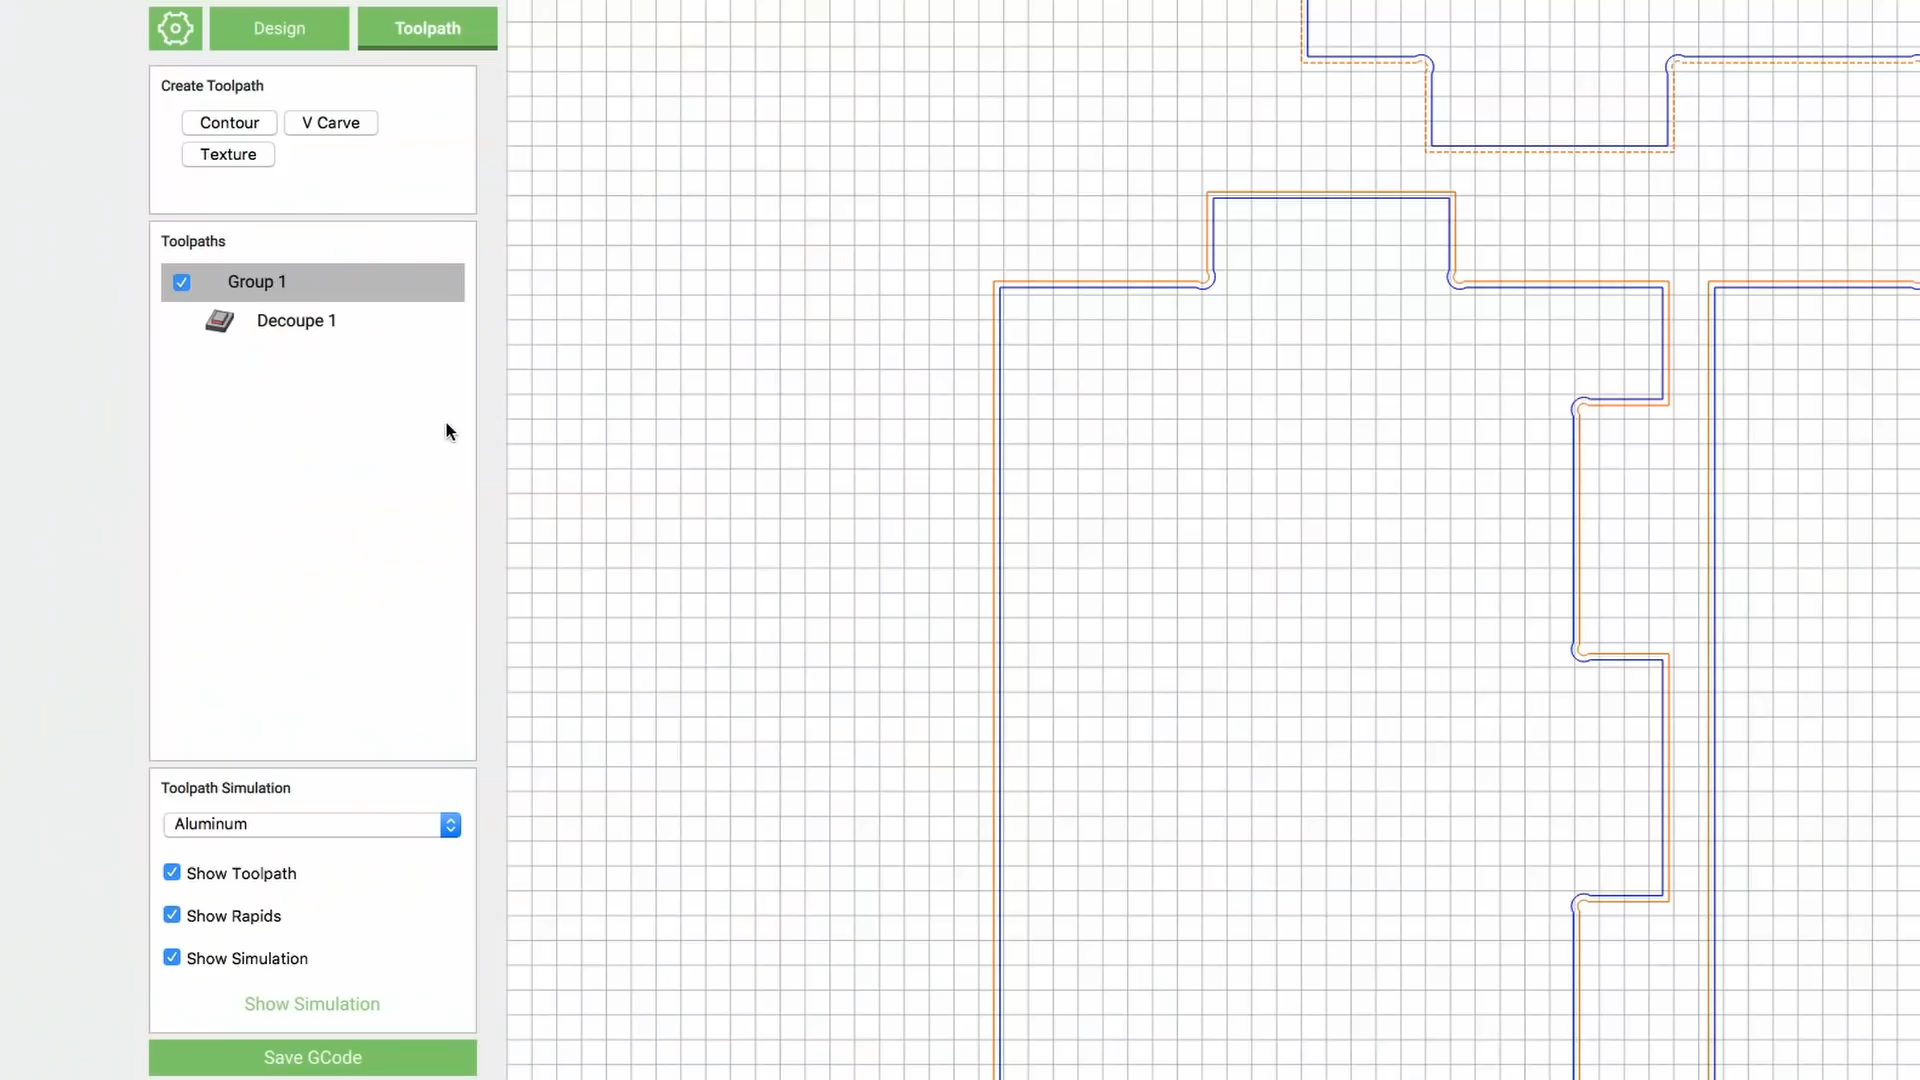 Design
Toolpath
Create Toolpath
Contour
V Carve
Texture
Toolpaths
Group 1
Decoupe 1
Toolpath Simulation
Aluminum
Show Toolpath
Show Rapids
Show Simulation
Show Simulation
Save GCode